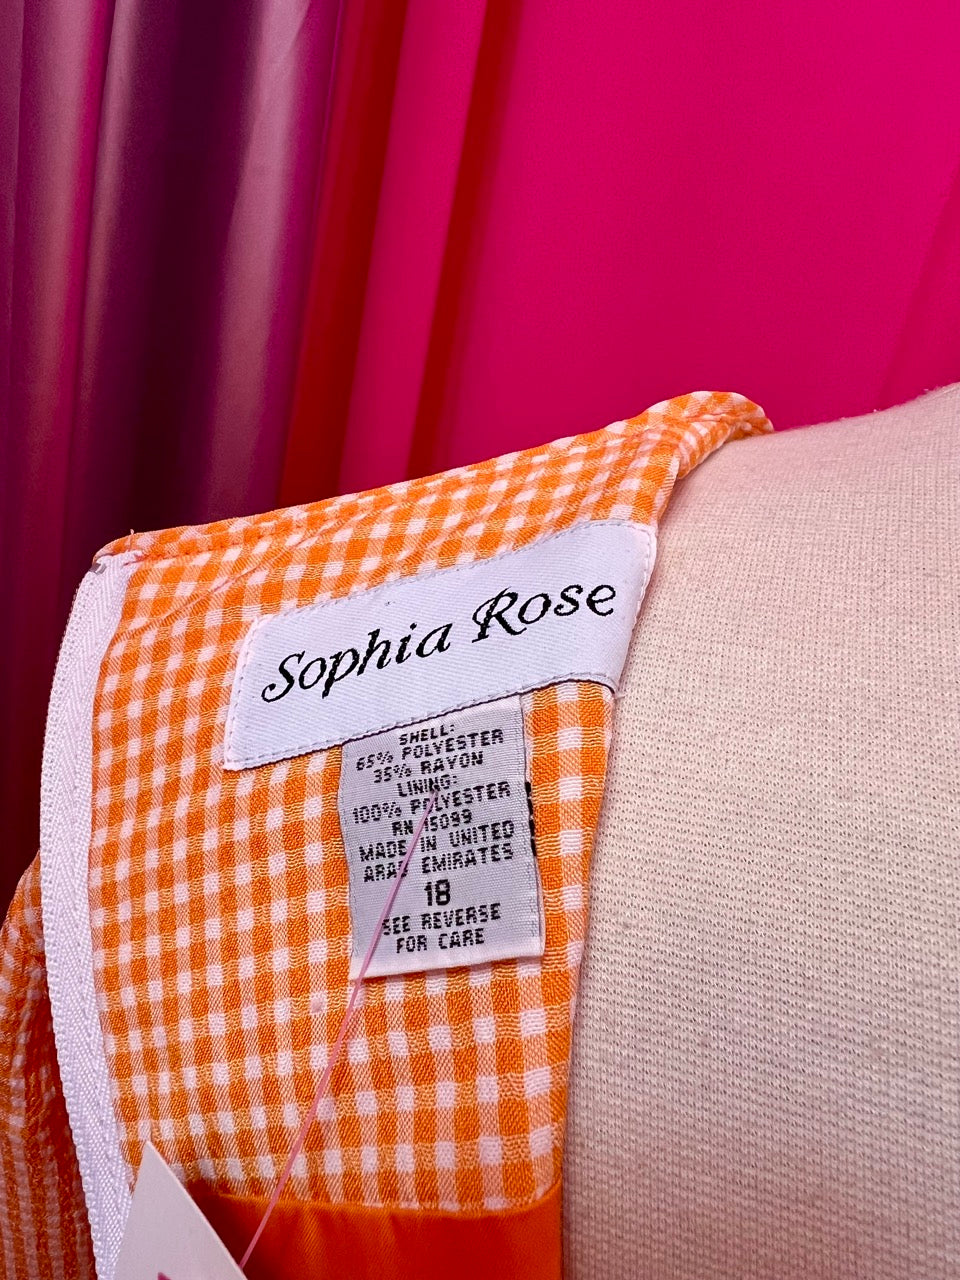 Sophia Rose
SHELL:
65% POLYESTER
35% RAYON
LINING:
100% POLYESTER
RN 15099
MADE IN UNITED
ARAB EMIRATES
18
SEE REVERSE
FOR CARE